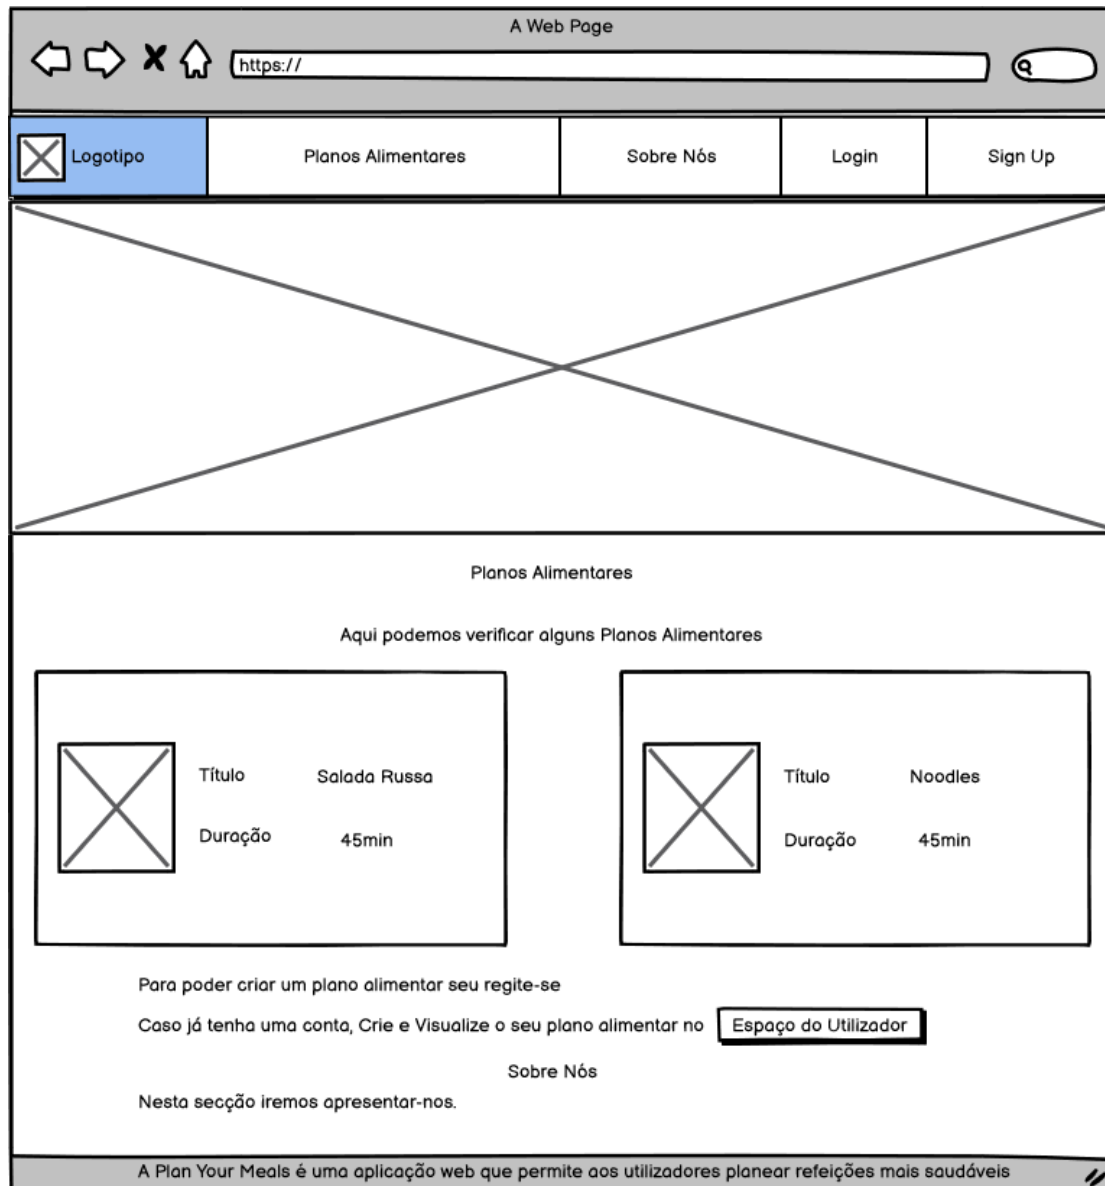 A Web Page
https://
Logotipo
Planos Alimentares
Sobre Nós
Login
Sign Up
Planos Alimentares
Aqui podemos verificar alguns Planos Alimentares
Título Salada Russa
Duração 45min
Título Noodles
Duração 45min
Para poder criar um plano alimentar seu regite-se
Caso já tenha uma conta, Crie e Visualize o seu plano alimentar no Espaço do Utilizador
Sobre Nós
Nesta secção iremos apresentar-nos.
A Plan Your Meals é uma aplicação web que permite aos utilizadores planear refeições mais saudáveis